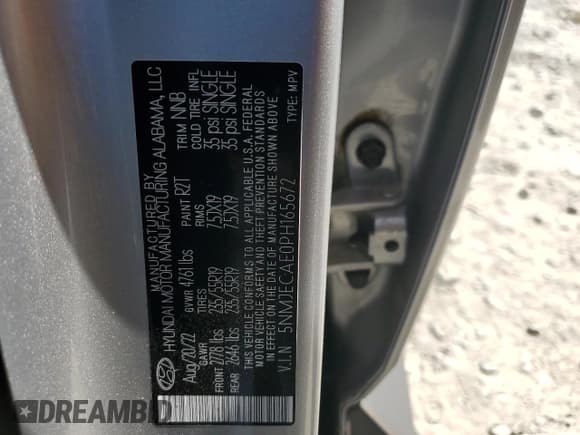 MANUFACTURED BY
HYUNDAI MOTOR MANUFACTURING ALABAMA, LLC
Aug/20/22 GVWR 4761 lbs PAINT R2T TRIM NNB
GAWR TIRES RIMS COLD TIRE INFL
FRONT 2778 lbs 235/55R19 7.5JX19 35 psi SINGLE
REAR 2646 lbs 235/55R19 7.5JX19 35 psi SINGLE
THIS VEHICLE CONFORMS TO ALL APPLICABLE U.S.A. FEDERAL
MOTOR VEHICLE SAFETY AND THEFT PREVENTION STANDARDS
IN EFFECT ON THE DATE OF MANUFACTURE SHOWN ABOVE
V.I.N 5NMJECAE0PH165672 TYPE: MPV
DREAMBID